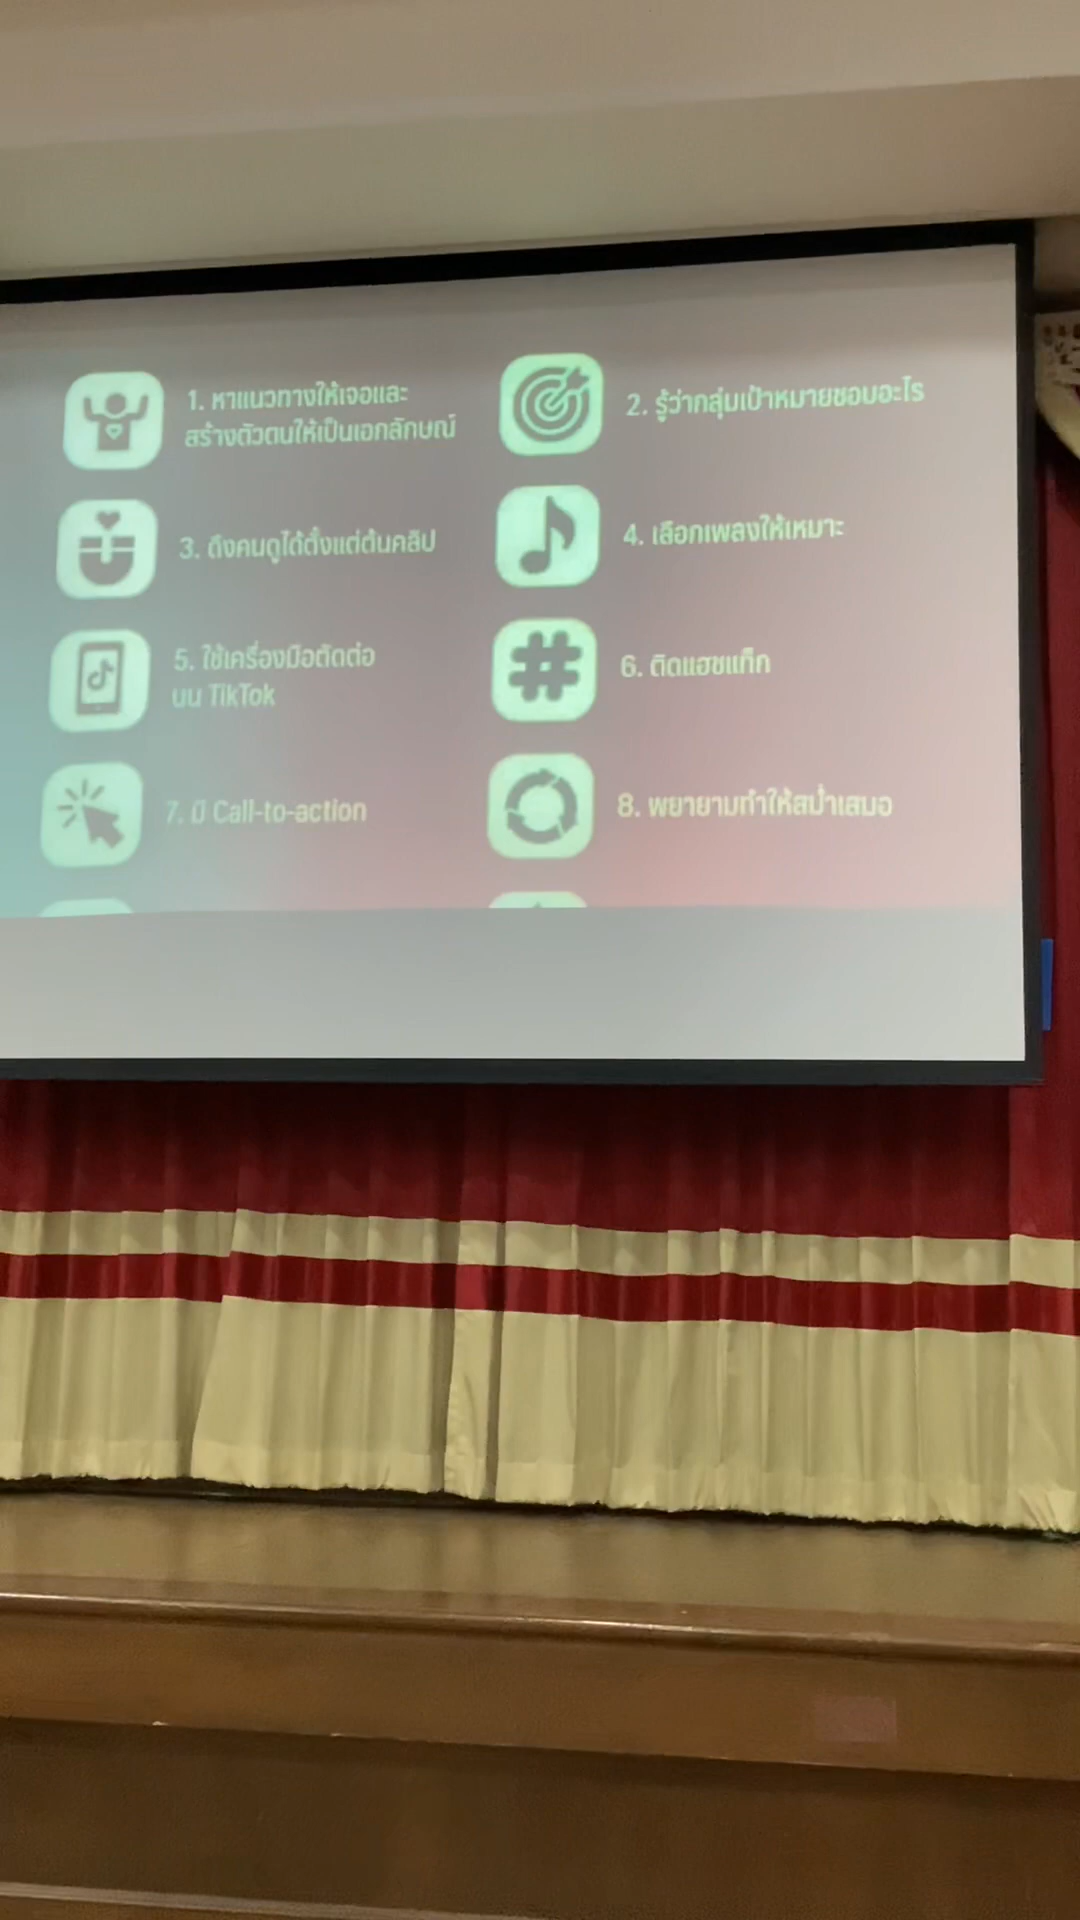 1. หาแนวทางให้เจอและ
สร้างตัวตนให้เป็นเอกลักษณ์
2. รู้ว่ากลุ่มเป้าหมายชอบอะไร
3. ดึงคนดูได้ตั้งแต่ต้นคลิป
4. เลือกเพลงให้เหมาะ
5. ใช้เครื่องมือตัดต่อ
บน TikTok
6. ติดแฮชแท็ก
7. มี Call-to-action
8. พยายามทำให้สม่ำเสมอ